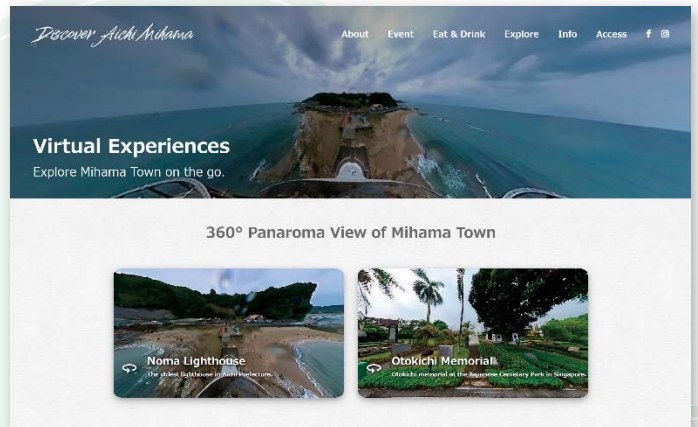 Discover Aichi Mihama
About Event Eat & Drink Explore Info Access f
Virtual Experiences
Explore Mihama Town on the go.
360° Panaroma View of Mihama Town
Noma Lighthouse
The oldest lighthouse in Aichi Prefecture.
Otokichi Memorial
Otokichi memorial at the Japanese Cemetary Park in Singapore.